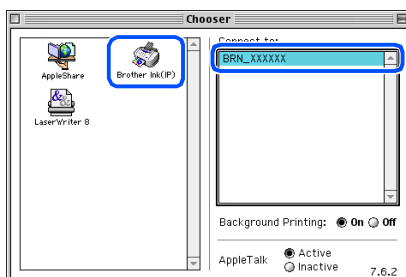 Chooser
Connect to:
AppleShare
Brother Ink(IP)
LaserWriter 8
BRN_XXXXXX
Background Printing: On Off
AppleTalk
Active
Inactive
7.6.2